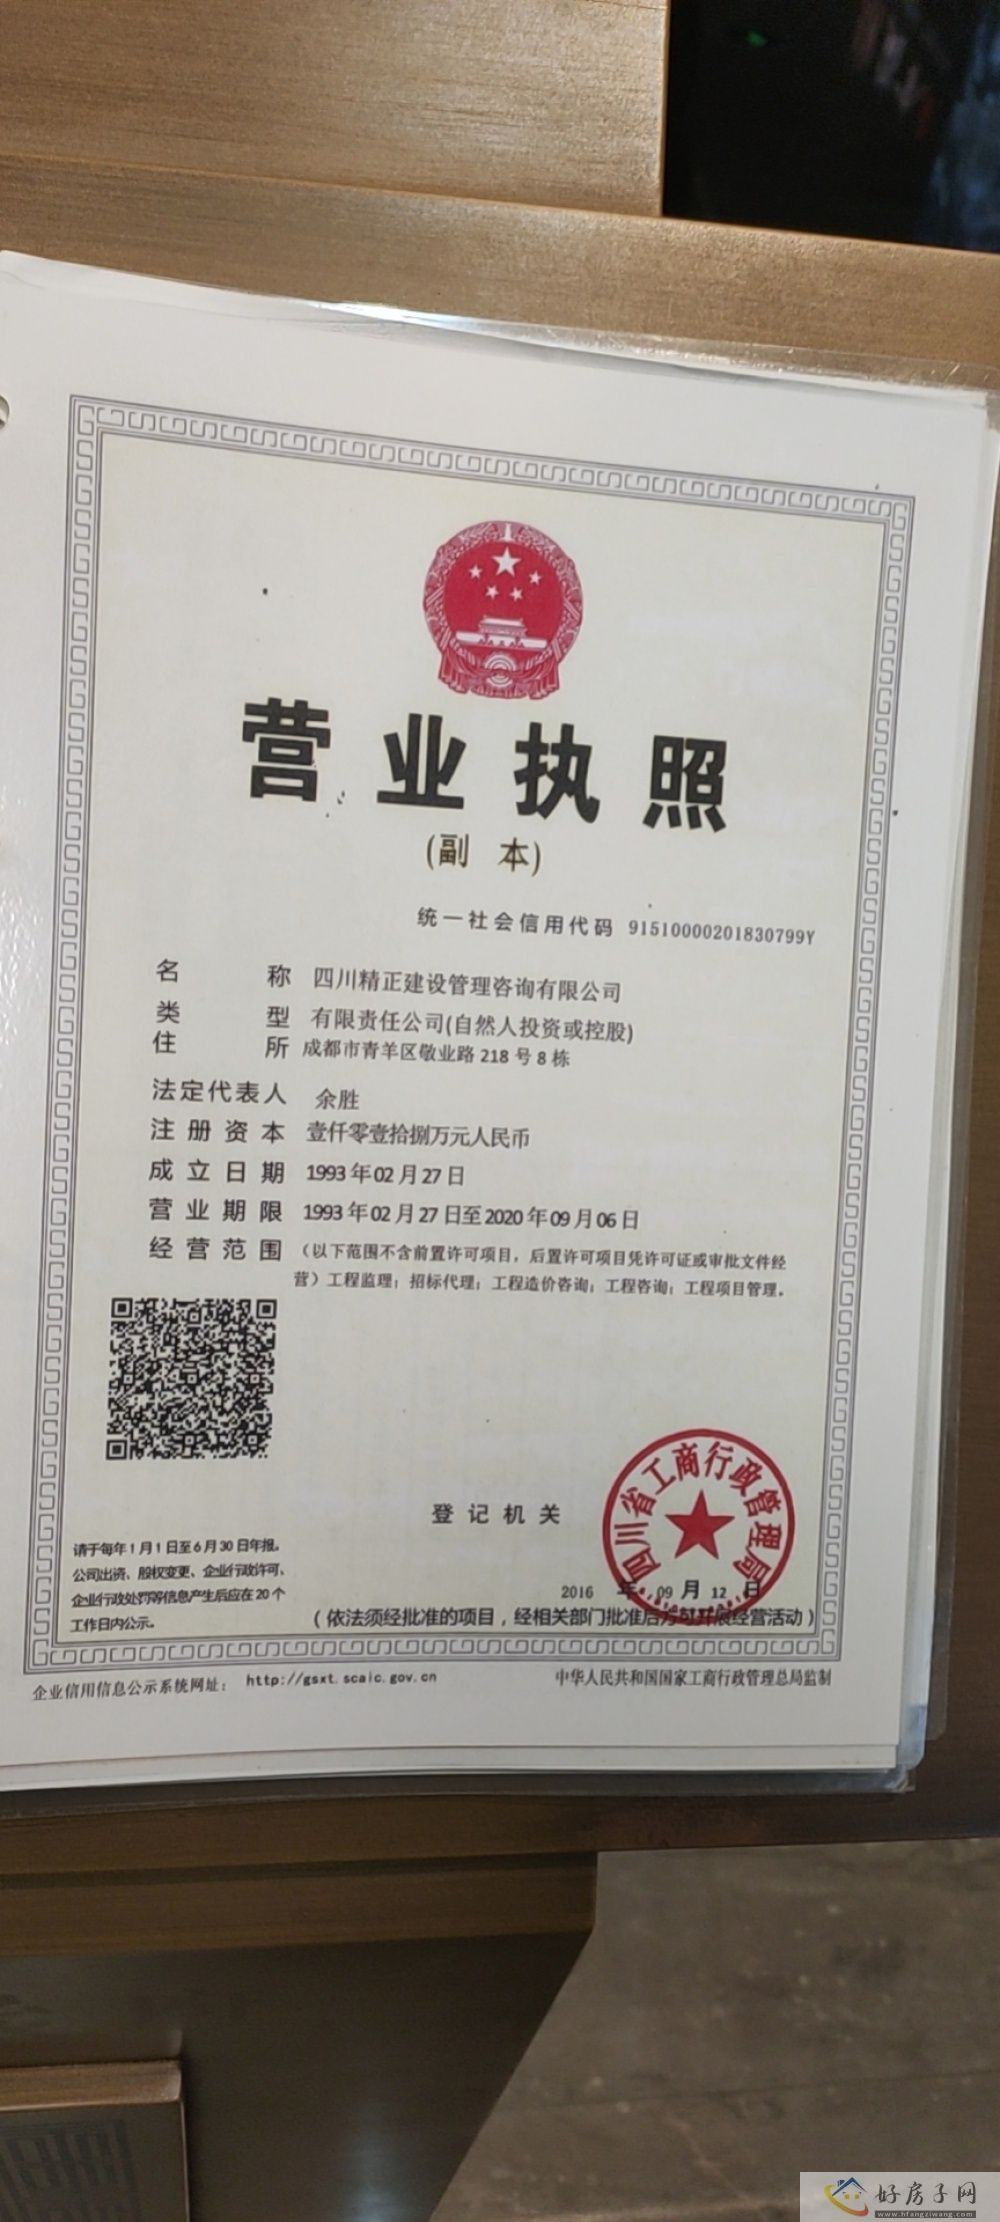 营业执照
(副 本)
统一社会信用代码 91510000201830799Y
名称 四川精正建设管理咨询有限公司
类型 有限责任公司(自然人投资或控股)
住所 成都市青羊区敬业路218号8栋
法定代表人 余胜
注册资本 壹仟零壹拾捌万元人民币
成立日期 1993年02月27日
营业期限 1993年02月27日至2020年09月06日
经营范围 （以下范围不含前置许可项目，后置许可项目凭许可证或审批文件经
营）工程监理；招标代理；工程造价咨询；工程咨询；工程项目管理。
四川省工商行政管理局
登记机关
请于每年1月1日至6月30日年报。
公司出资、股权变更、企业行政许可、
企业行政处罚等信息产生后应在20个
工作日内公示。
2016 年 09 月 12 日
（依法须经批准的项目，经相关部门批准后方可开展经营活动）
企业信用信息公示系统网址： http://gsxt.scaic.gov.cn
中华人民共和国国家工商行政管理总局监制
好房子网
www.hfangziwang.com